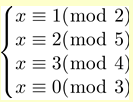 x ≡ 1(mod 2)
x ≡ 2(mod 5)
x ≡ 3(mod 4)
x ≡ 0(mod 3)